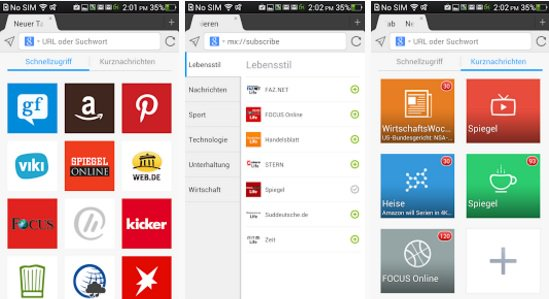 No SIM 2:01 PM 35%
Neuer Ta
URL oder Suchwort
Schnellzugriff Kurznachrichten
gf
a
viki
SPIEGEL
ONLINE
WEB.DE
FOCUS
kicker
No SIM 2:02 PM 35%
ieren
mx://subscribe
Lebensstil
Nachrichten
Sport
Technologie
Unterhaltung
Wirtschaft
Lebensstil
FAZ.NET
FOCUS Online
Handelsblatt
STERN
Spiegel
Suddeutsche.de
Zeit
No SIM 2:02 PM 35%
ab Ne
URL oder Suchwort
Schnellzugriff Kurznachrichten
30
WirtschaftsWoc...
US-Bundesgericht: NSA-
Spiegel
30
Heise
Amazon will Serien in 4K...
93
Spiegel
120
FOCUS Online